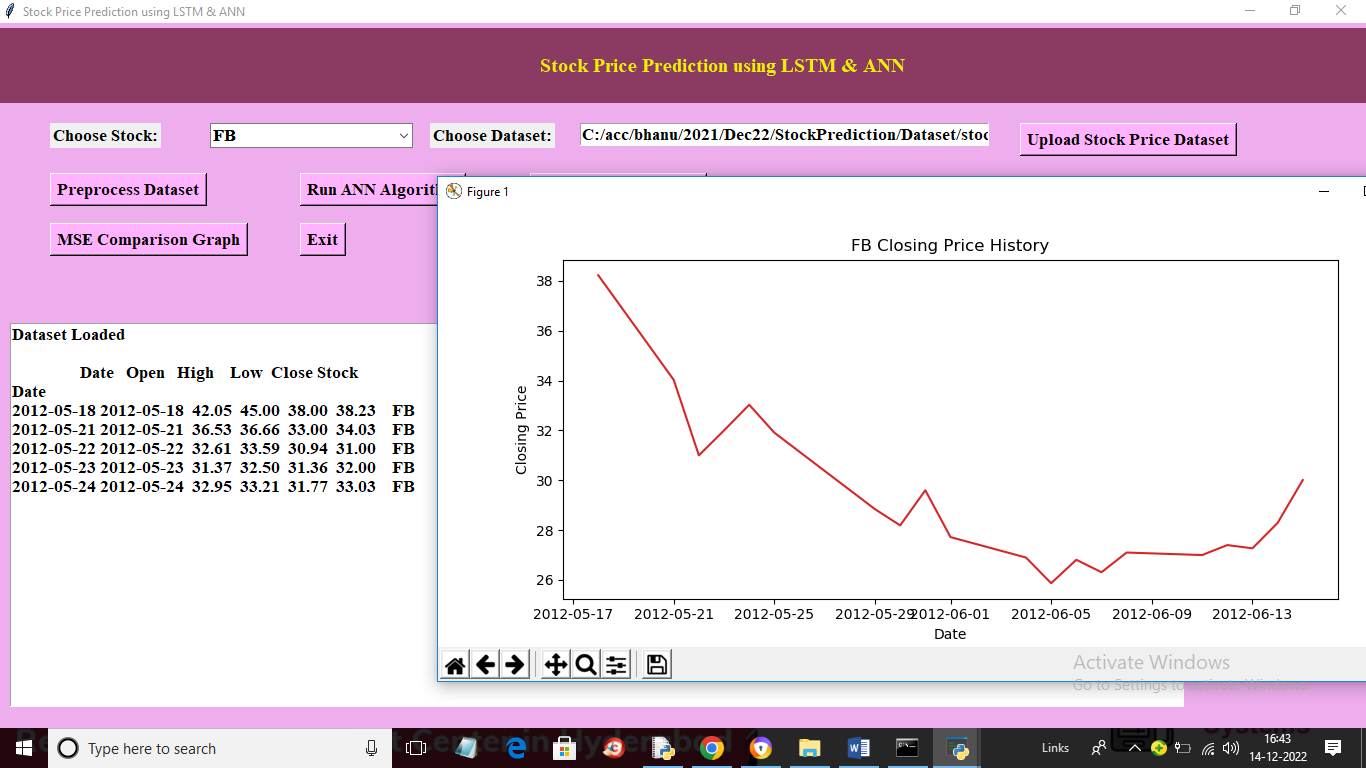 Stock Price Prediction using LSTM & ANN
Stock Price Prediction using LSTM & ANN
Choose Stock: FB Choose Dataset: C:/acc/bhanu/2021/Dec22/StockPrediction/Dataset/stoc Upload Stock Price Dataset
Preprocess Dataset Run ANN
MSE Comparison Graph Exit
Figure 1
FB Closing Price History
38
36
34
32
30
28
26
Closing Price
2012-05-17 2012-05-21 2012-05-25 2012-05-29 2012-06-01 2012-06-05 2012-06-09 2012-06-13
Date
Dataset Loaded
Date Open High Low Close Stock
Date
2012-05-18 2012-05-18 42.05 45.00 38.00 38.23 FB
2012-05-21 2012-05-21 36.53 36.66 33.00 34.03 FB
2012-05-22 2012-05-22 32.61 33.59 30.94 31.00 FB
2012-05-23 2012-05-23 31.37 32.50 31.36 32.00 FB
2012-05-24 2012-05-24 32.95 33.21 31.77 33.03 FB
Activate Windows
Go to Settings to activate Windows.
Type here to search
Links
16:43
14-12-2022